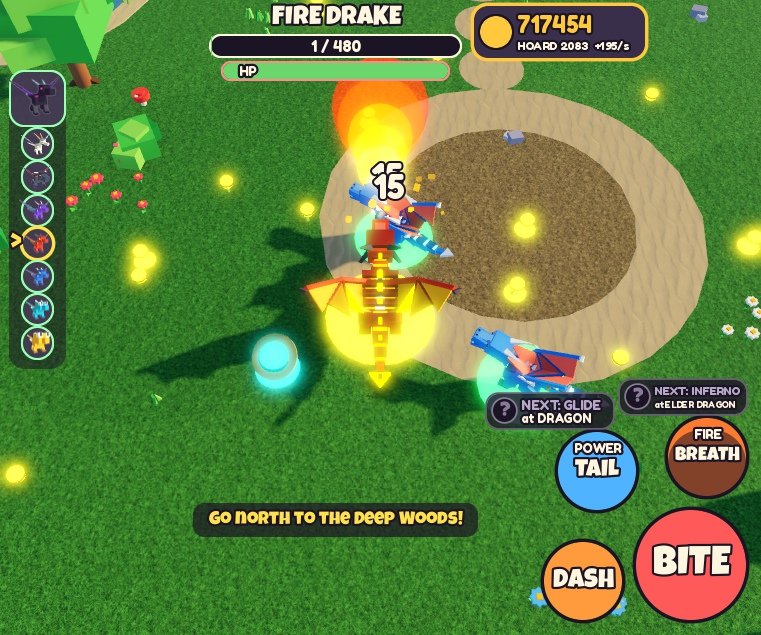 FIRE DRAKE
1 / 480
HP
717454
HOARD 2083 +195/s
15
>
? NEXT: GLIDE
at DRAGON
? NEXT: INFERNO
at ELDER DRAGON
POWER
TAIL
FIRE
BREATH
GO NORTH TO THE DEEP WOODS!
DASH
BITE